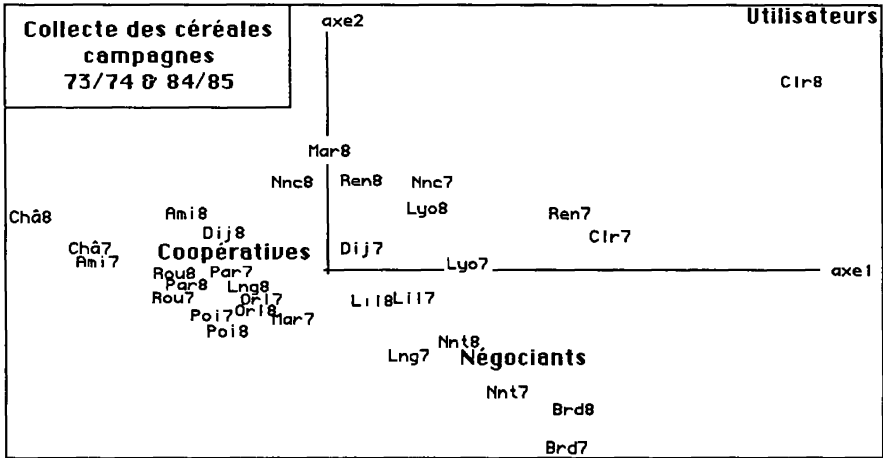 Collecte des céréales
campagnes
73/74 & 84/85
axe2
Utilisateurs
Clr8
Mar8
Nnc8 Ren8 Nnc7
Châ8 Ami8 Lyo8 Ren7
Dij8 Clr7
Châ7 Coopératives Dij7
Ami7 Lyo7
Rou8 Par7 axe1
Par8 Lng8
Rou7 Orl7 Lil8 Lil7
Poi7 Orl8 Mar7
Poi8
Nnt8
Lng7 Négociants
Nnt7
Brd8
Brd7